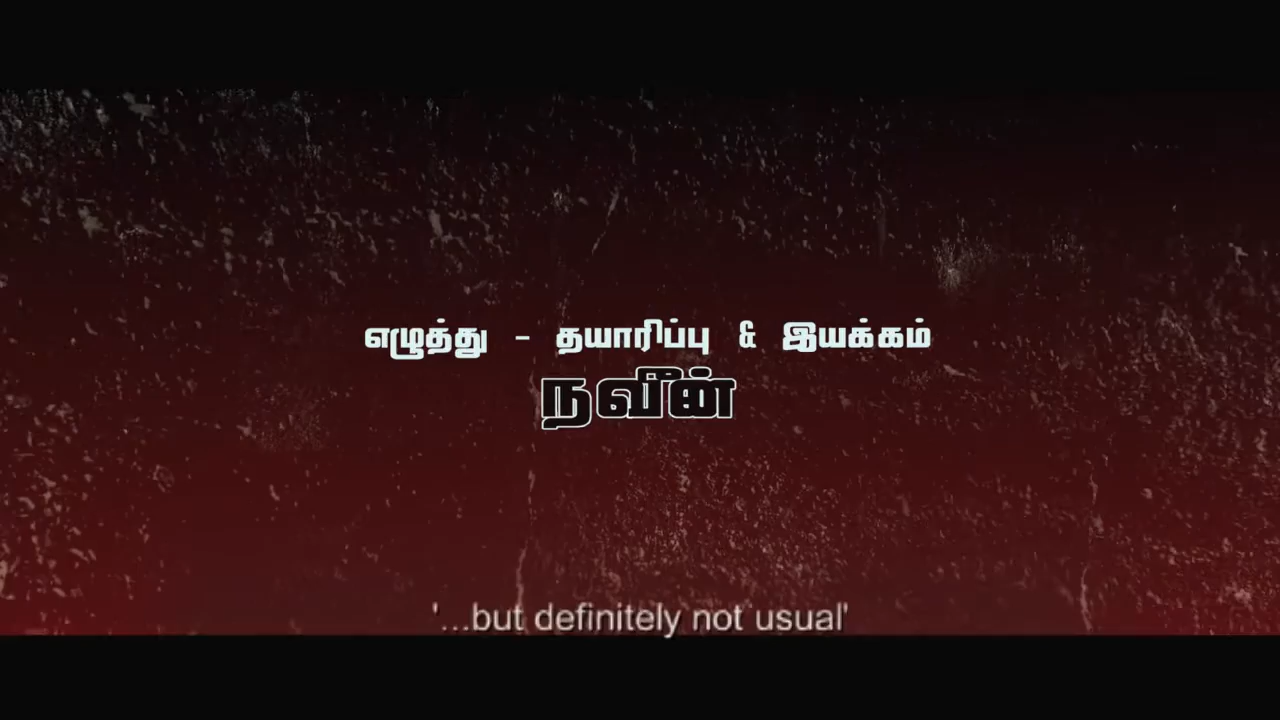 எழுத்து - தயாரிப்பு & இயக்கம்
நவீன்
'...but definitely not usual'